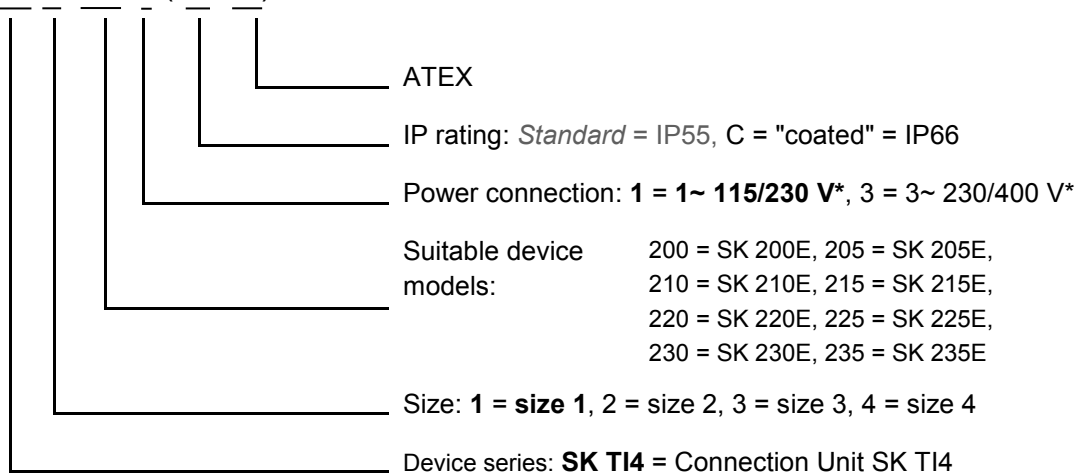 ATEX
IP rating: Standard = IP55, C = "coated" = IP66
Power connection: 1 = 1~ 115/230 V*, 3 = 3~ 230/400 V*
Suitable device models:
200 = SK 200E, 205 = SK 205E,
210 = SK 210E, 215 = SK 215E,
220 = SK 220E, 225 = SK 225E,
230 = SK 230E, 235 = SK 235E
Size: 1 = size 1, 2 = size 2, 3 = size 3, 4 = size 4
Device series: SK TI4 = Connection Unit SK TI4